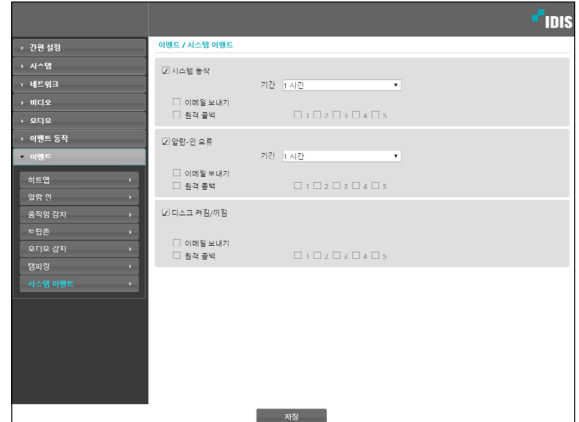 IDIS
간편 설정
시스템
네트워크
비디오
오디오
이벤트 동작
이벤트
히트맵
알람 인
움직임 감지
트립존
오디오 감지
탬퍼링
시스템 이벤트
이벤트 / 시스템 이벤트
시스템 동작
기간 1 시간
이메일 보내기
원격 콜백 1 2 3 4 5
알람-인 오류
기간 1 시간
이메일 보내기
원격 콜백 1 2 3 4 5
디스크 켜짐/꺼짐
이메일 보내기
원격 콜백 1 2 3 4 5
저장